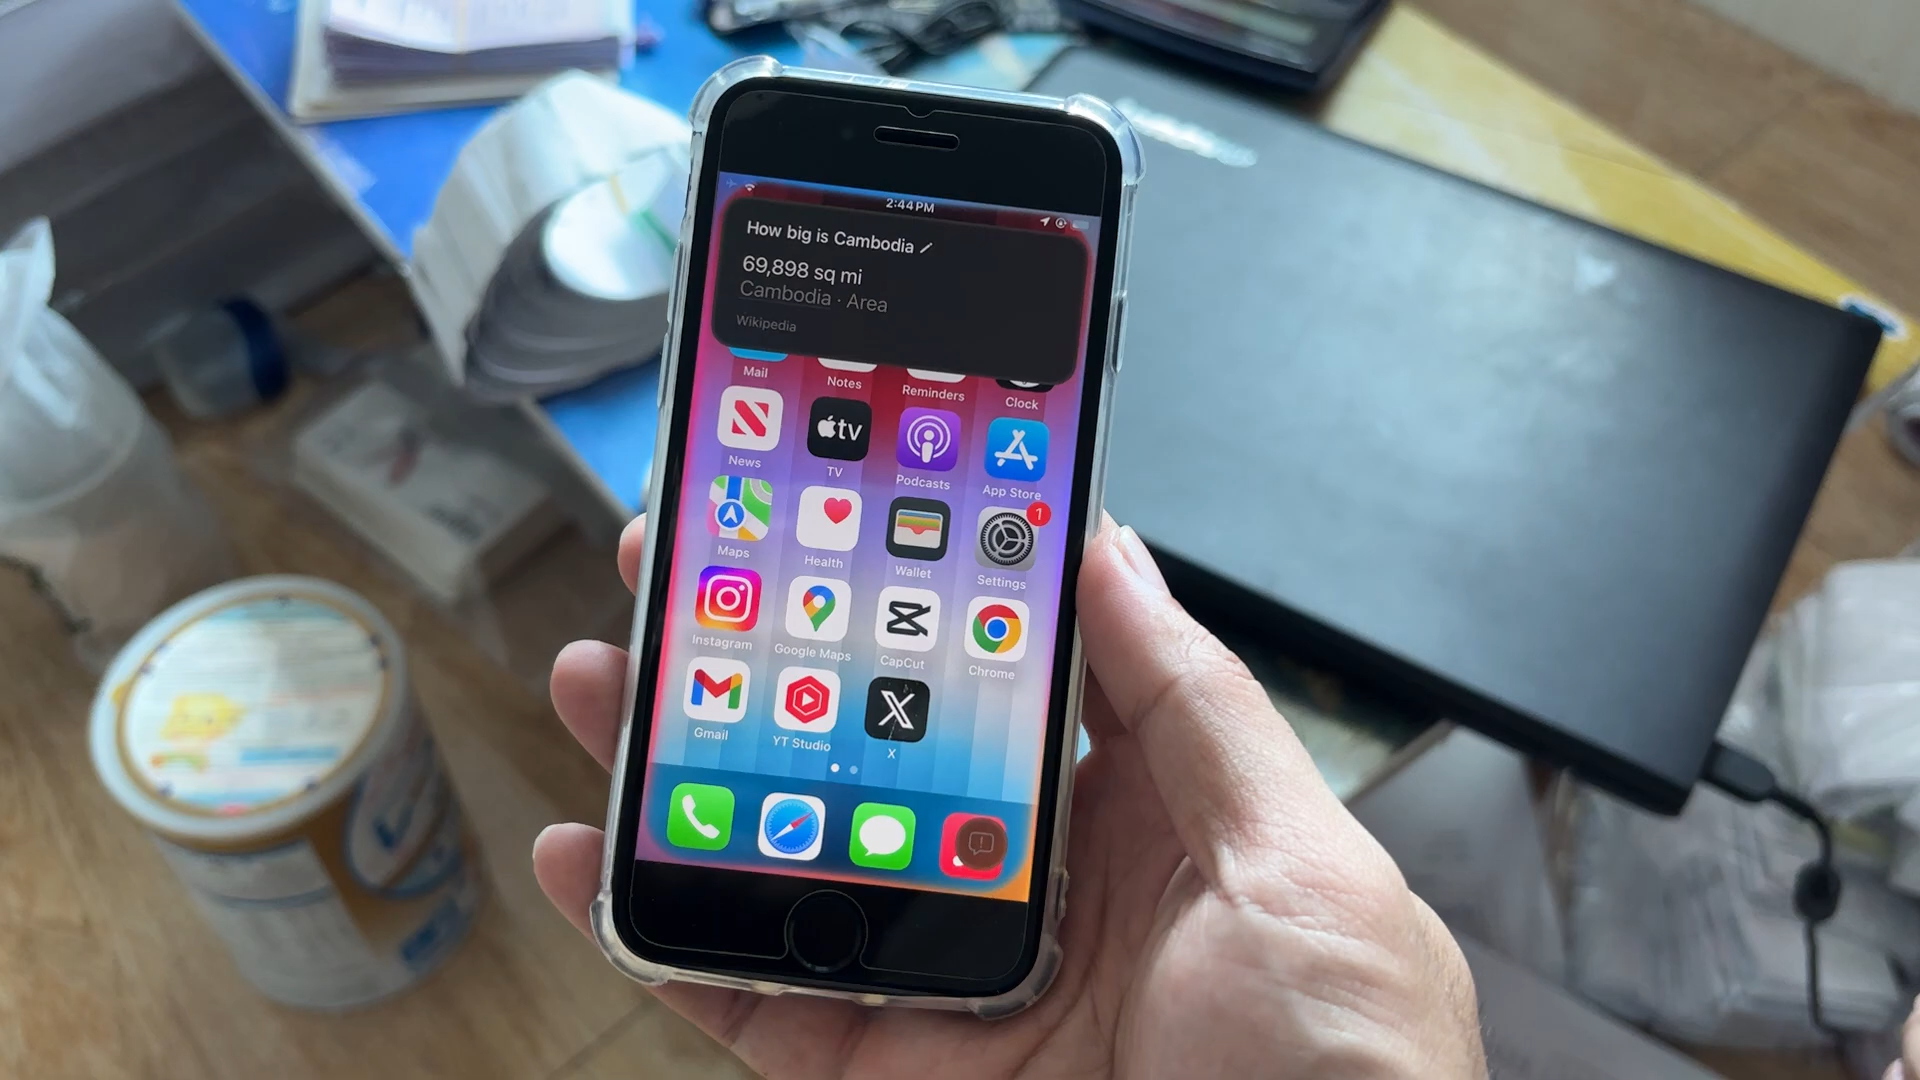 2:44 PM
How big is Cambodia
69,898 sq mi
Cambodia · Area
Wikipedia
Mail
Notes
Reminders
Clock
tv
News
TV
Podcasts
App Store
1
Maps
Health
Wallet
Settings
Instagram
Google Maps
CapCut
Chrome
Gmail
YT Studio
X